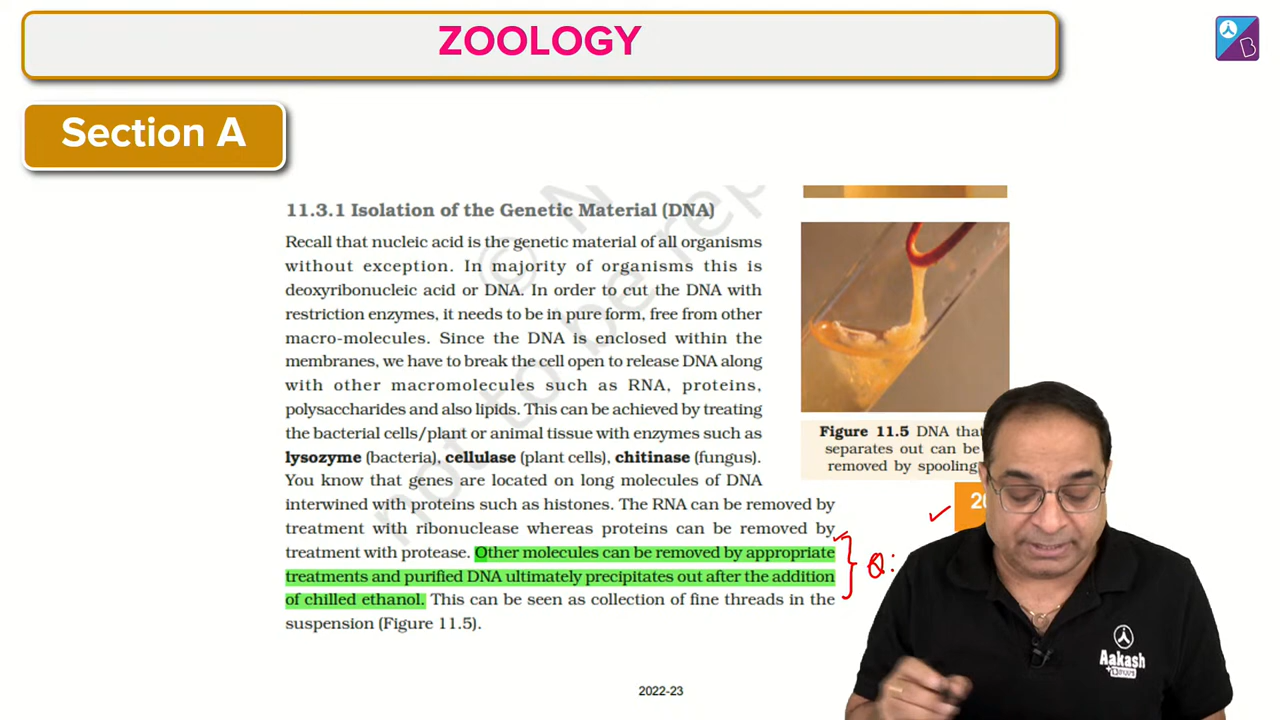 ZOOLOGY
Section A
11.3.1 Isolation of the Genetic Material (DNA)
Recall that nucleic acid is the genetic material of all organisms
without exception. In majority of organisms this is
deoxyribonucleic acid or DNA. In order to cut the DNA with
restriction enzymes, it needs to be in pure form, free from other
macro-molecules. Since the DNA is enclosed within the
membranes, we have to break the cell open to release DNA along
with other macromolecules such as RNA, proteins,
polysaccharides and also lipids. This can be achieved by treating
the bacterial cells/plant or animal tissue with enzymes such as
lysozyme (bacteria), cellulase (plant cells), chitinase (fungus).
You know that genes are located on long molecules of DNA
intertwined with proteins such as histones. The RNA can be removed by
treatment with ribonuclease whereas proteins can be removed by
treatment with protease. Other molecules can be removed by appropriate
treatments and purified DNA ultimately precipitates out after the addition
of chilled ethanol. This can be seen as collection of fine threads in the
suspension (Figure 11.5).
Figure 11.5 DNA that
separates out can be
removed by spooling
20
Q:
© N
not to be rep
2022-23
Aakash